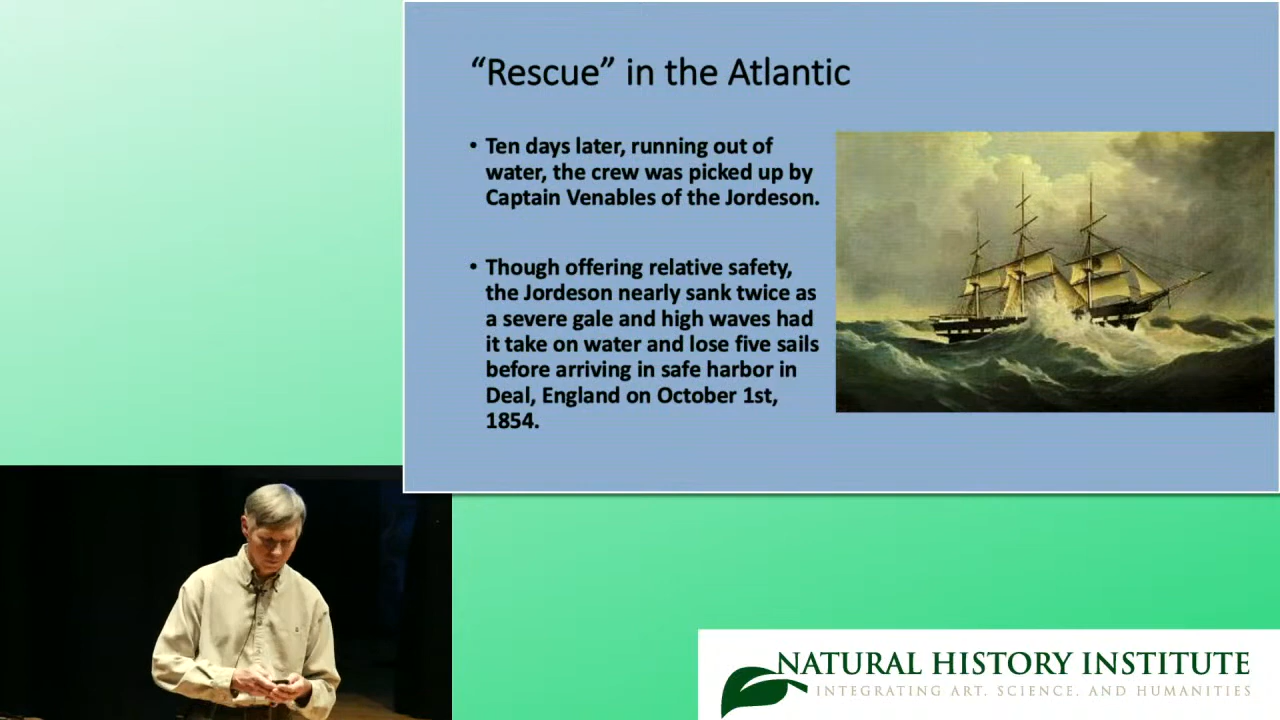 “Rescue” in the Atlantic
• Ten days later, running out of
water, the crew was picked up by
Captain Venables of the Jordeson.
• Though offering relative safety,
the Jordeson nearly sank twice as
a severe gale and high waves had
it take on water and lose five sails
before arriving in safe harbor in
Deal, England on October 1st,
1854.
NATURAL HISTORY INSTITUTE
INTEGRATING ART, SCIENCE, AND HUMANITIES